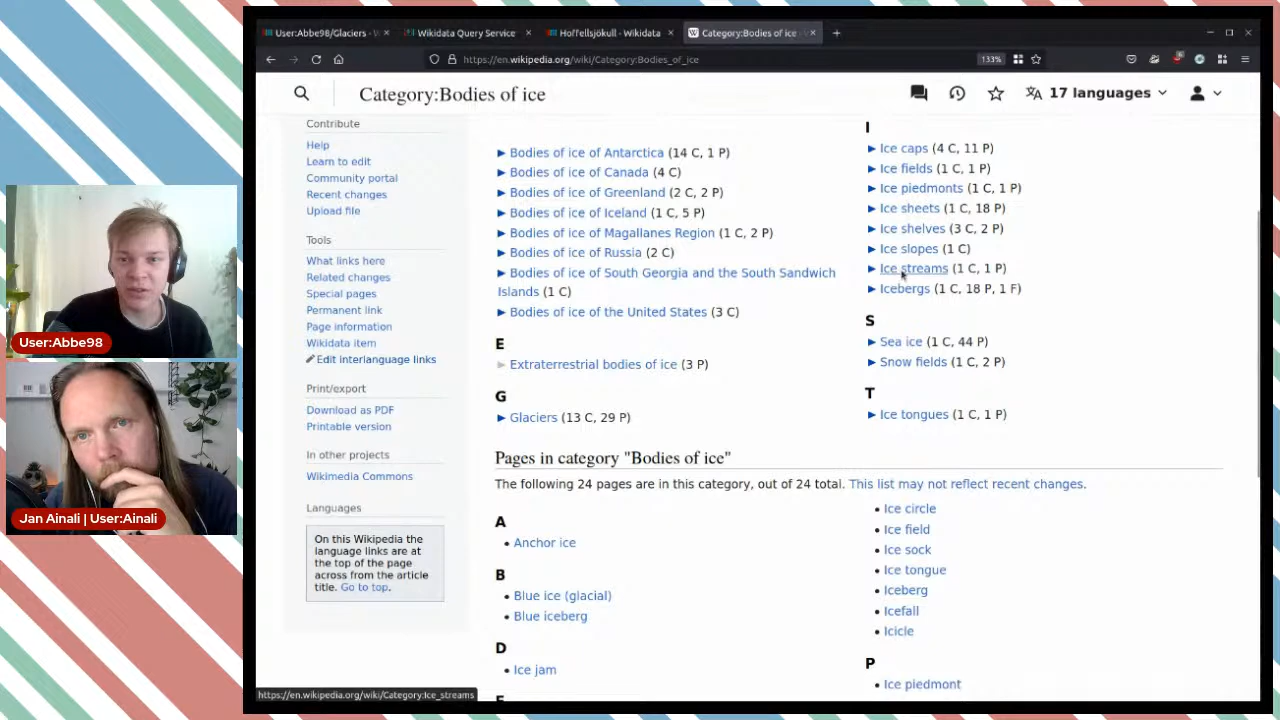 User:Abbe98/Glaciers - W
Wikidata Query Service
Hoffellsjökull - Wikidata
Category:Bodies of ice
https://en.wikipedia.org/wiki/Category:Bodies_of_ice
133%
Category:Bodies of ice
17 languages
Contribute
Help
Learn to edit
Community portal
Recent changes
Upload file
Tools
What links here
Related changes
Special pages
Permanent link
Page information
Wikidata item
Edit interlanguage links
Print/export
Download as PDF
Printable version
In other projects
Wikimedia Commons
Languages
On this Wikipedia the
language links are at
the top of the page
across from the article
title. Go to top.
► Bodies of ice of Antarctica (14 C, 1 P)
► Bodies of ice of Canada (4 C)
► Bodies of ice of Greenland (2 C, 2 P)
► Bodies of ice of Iceland (1 C, 5 P)
► Bodies of ice of Magallanes Region (1 C, 2 P)
► Bodies of ice of Russia (2 C)
► Bodies of ice of South Georgia and the South Sandwich
Islands (1 C)
► Bodies of ice of the United States (3 C)
E
► Extraterrestrial bodies of ice (3 P)
G
► Glaciers (13 C, 29 P)
I
► Ice caps (4 C, 11 P)
► Ice fields (1 C, 1 P)
► Ice piedmonts (1 C, 1 P)
► Ice sheets (1 C, 18 P)
► Ice shelves (3 C, 2 P)
► Ice slopes (1 C)
► Ice streams (1 C, 1 P)
► Icebergs (1 C, 18 P, 1 F)
S
► Sea ice (1 C, 44 P)
► Snow fields (1 C, 2 P)
T
► Ice tongues (1 C, 1 P)
Pages in category "Bodies of ice"
The following 24 pages are in this category, out of 24 total. This list may not reflect recent changes.
A
• Anchor ice
B
• Blue ice (glacial)
• Blue iceberg
D
• Ice jam
• Ice circle
• Ice field
• Ice sock
• Ice tongue
• Iceberg
• Icefall
• Icicle
P
• Ice piedmont
https://en.wikipedia.org/wiki/Category:Ice_streams
User:Abbe98
Jan Ainali | User:Ainali